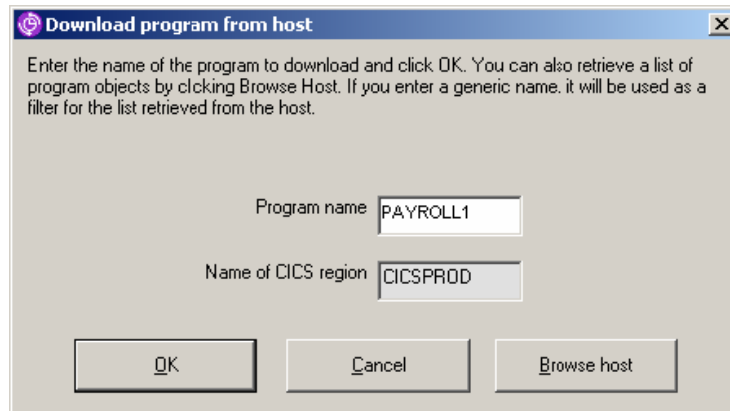 Download program from host
Enter the name of the program to download and click OK. You can also retrieve a list of
program objects by clcking Browse Host. If you enter a generic name. it will be used as a
filter for the list retrieved from the host.
Program name PAYROLL1
Name of CICS region CICSPROD
OK Cancel Browse host